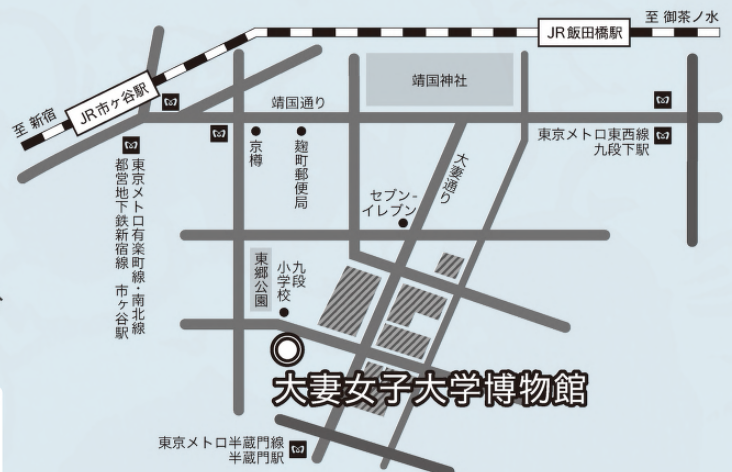 至 御茶ノ水
JR飯田橋駅
JR市ヶ谷駅
至 新宿
靖国神社
靖国通り
東京メトロ東西線
九段下駅
京樽
麹町郵便局
大妻通り
東京メトロ有楽町線・南北線
都営地下鉄新宿線 市ヶ谷駅
セブン-
イレブン
東郷公園
九段
小学校
大妻女子大学博物館
東京メトロ半蔵門線
半蔵門駅